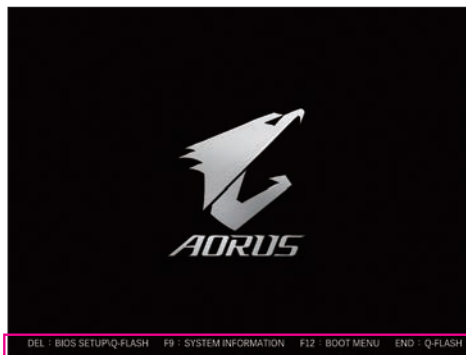 AORUS
DEL : BIOS SETUP\Q-FLASH F9 : SYSTEM INFORMATION F12 : BOOT MENU END : Q-FLASH